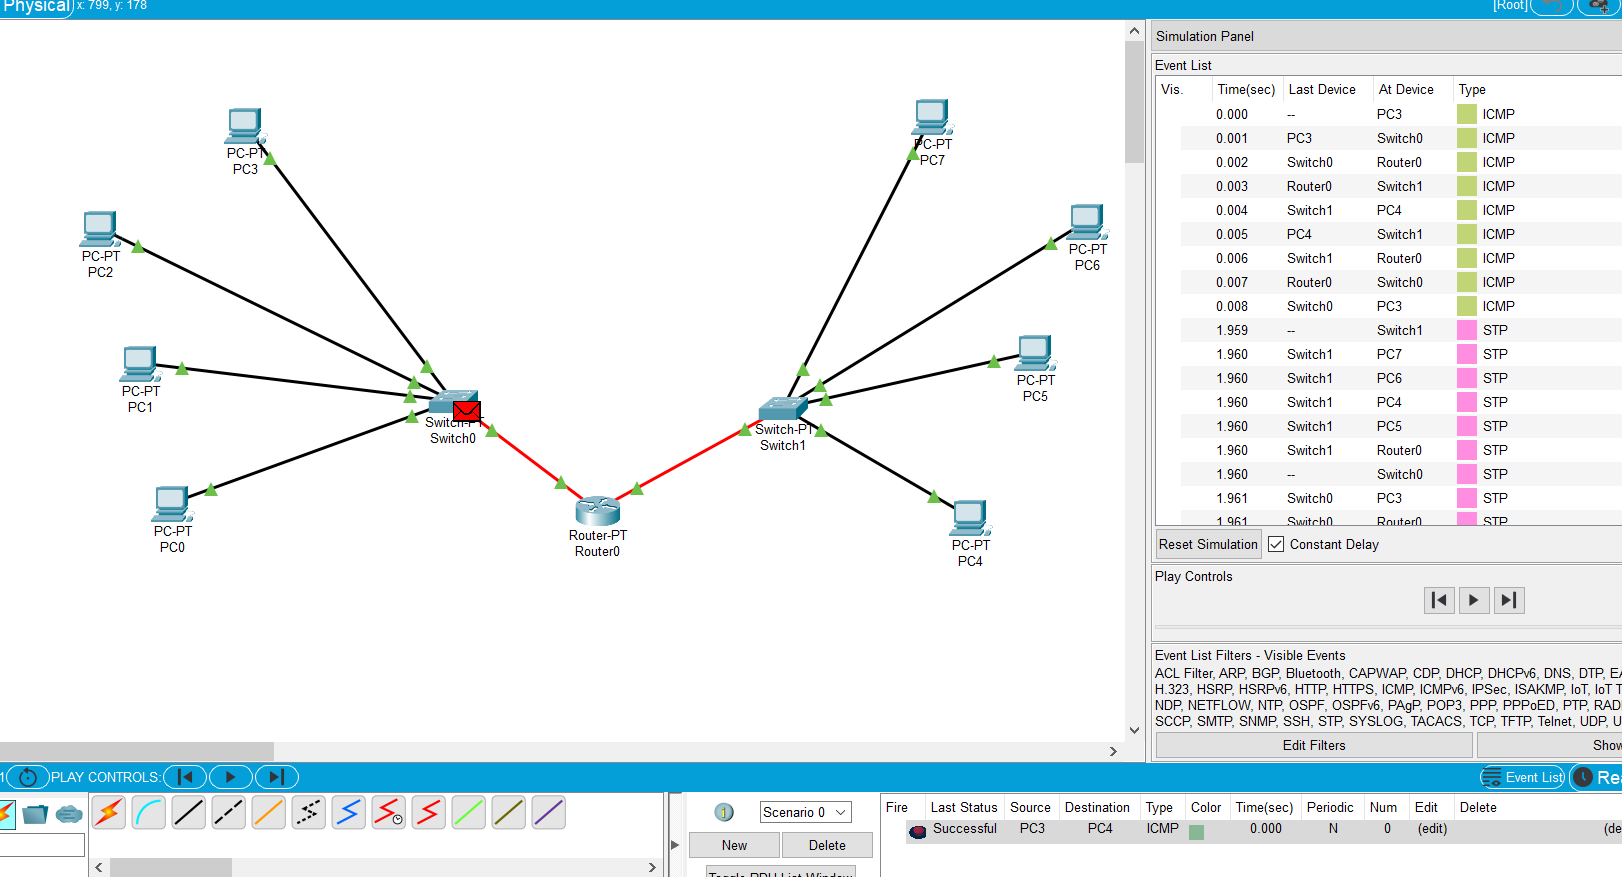 Physical x: 799, y: 178
[Root]
PC-PT
PC3
PC-PT
PC7
PC-PT
PC2
PC-PT
PC6
PC-PT
PC1
PC-PT
PC5
Switch-PT
Switch0
Switch-PT
Switch1
PC-PT
PC0
Router-PT
Router0
PC-PT
PC4
Simulation Panel
Event List
Vis. Time(sec) Last Device At Device Type
0.000 -- PC3 ICMP
0.001 PC3 Switch0 ICMP
0.002 Switch0 Router0 ICMP
0.003 Router0 Switch1 ICMP
0.004 Switch1 PC4 ICMP
0.005 PC4 Switch1 ICMP
0.006 Switch1 Router0 ICMP
0.007 Router0 Switch0 ICMP
0.008 Switch0 PC3 ICMP
1.959 -- Switch1 STP
1.960 Switch1 PC7 STP
1.960 Switch1 PC6 STP
1.960 Switch1 PC4 STP
1.960 Switch1 PC5 STP
1.960 Switch1 Router0 STP
1.960 -- Switch0 STP
1.961 Switch0 PC3 STP
1.961 Switch0 Router0 STP
Reset Simulation Constant Delay
Play Controls
Event List Filters - Visible Events
ACL Filter, ARP, BGP, Bluetooth, CAPWAP, CDP, DHCP, DHCPv6, DNS, DTP, EA
H.323, HSRP, HSRPv6, HTTP, HTTPS, ICMP, ICMPv6, IPSec, ISAKMP, IoT, IoT T
NDP, NETFLOW, NTP, OSPF, OSPFv6, PAgP, POP3, PPP, PPPoED, PTP, RADI
SCCP, SMTP, SNMP, SSH, STP, SYSLOG, TACACS, TCP, TFTP, Telnet, UDP, U
Edit Filters Show
PLAY CONTROLS:
Event List Rea
Scenario 0
New Delete
Toggle PDU List Window
Fire Last Status Source Destination Type Color Time(sec) Periodic Num Edit Delete
Successful PC3 PC4 ICMP 0.000 N 0 (edit) (de